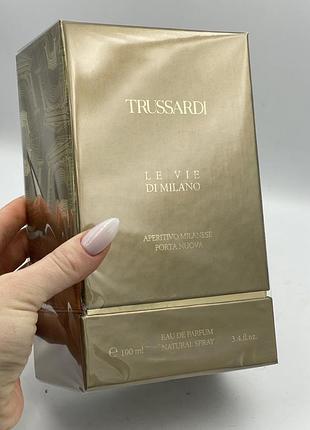 TRUSSARDI
LE VIE
DI MILANO
APERITIVO MILANESE
PORTA NUOVA
EAU DE PARFUM
℮ 100 ml NATURAL SPRAY 3.4 fl.oz.